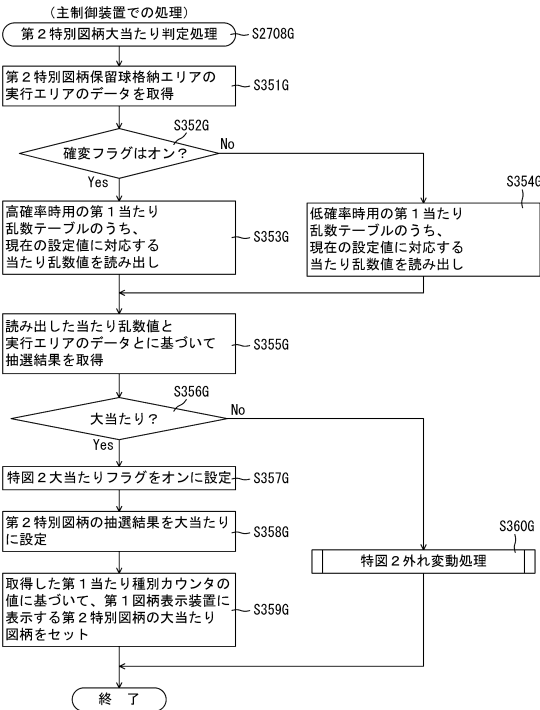 （主制御装置での処理）
第２特別図柄大当たり判定処理
S2708G
第２特別図柄保留球格納エリアの
実行エリアのデータを取得
S351G
S352G
確変フラグはオン？
No
Yes
高確率時用の第１当たり
乱数テーブルのうち、
現在の設定値に対応する
当たり乱数値を読み出し
S353G
S354G
低確率時用の第１当たり
乱数テーブルのうち、
現在の設定値に対応する
当たり乱数値を読み出し
読み出した当たり乱数値と
実行エリアのデータとに基づいて
抽選結果を取得
S355G
S356G
大当たり？
No
Yes
特図２大当たりフラグをオンに設定
S357G
第２特別図柄の抽選結果を大当たり
に設定
S358G
S360G
特図２外れ変動処理
取得した第１当たり種別カウンタの
値に基づいて、第１図柄表示装置に
表示する第２特別図柄の大当たり
図柄をセット
S359G
終　了